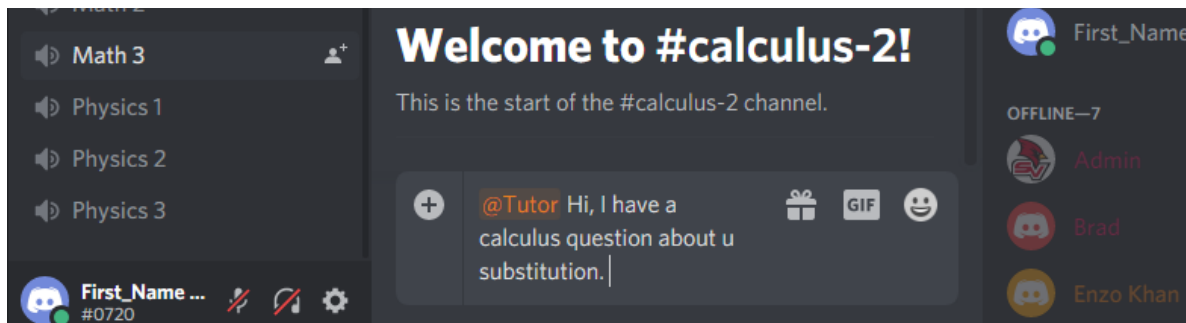 Math 3
Physics 1
Physics 2
Physics 3
First_Name ...
#0720
Welcome to #calculus-2!
This is the start of the #calculus-2 channel.
@Tutor Hi, I have a
calculus question about u
substitution.
GIF
First_Name
OFFLINE—7
SV
Admin
Brad
Enzo Khan